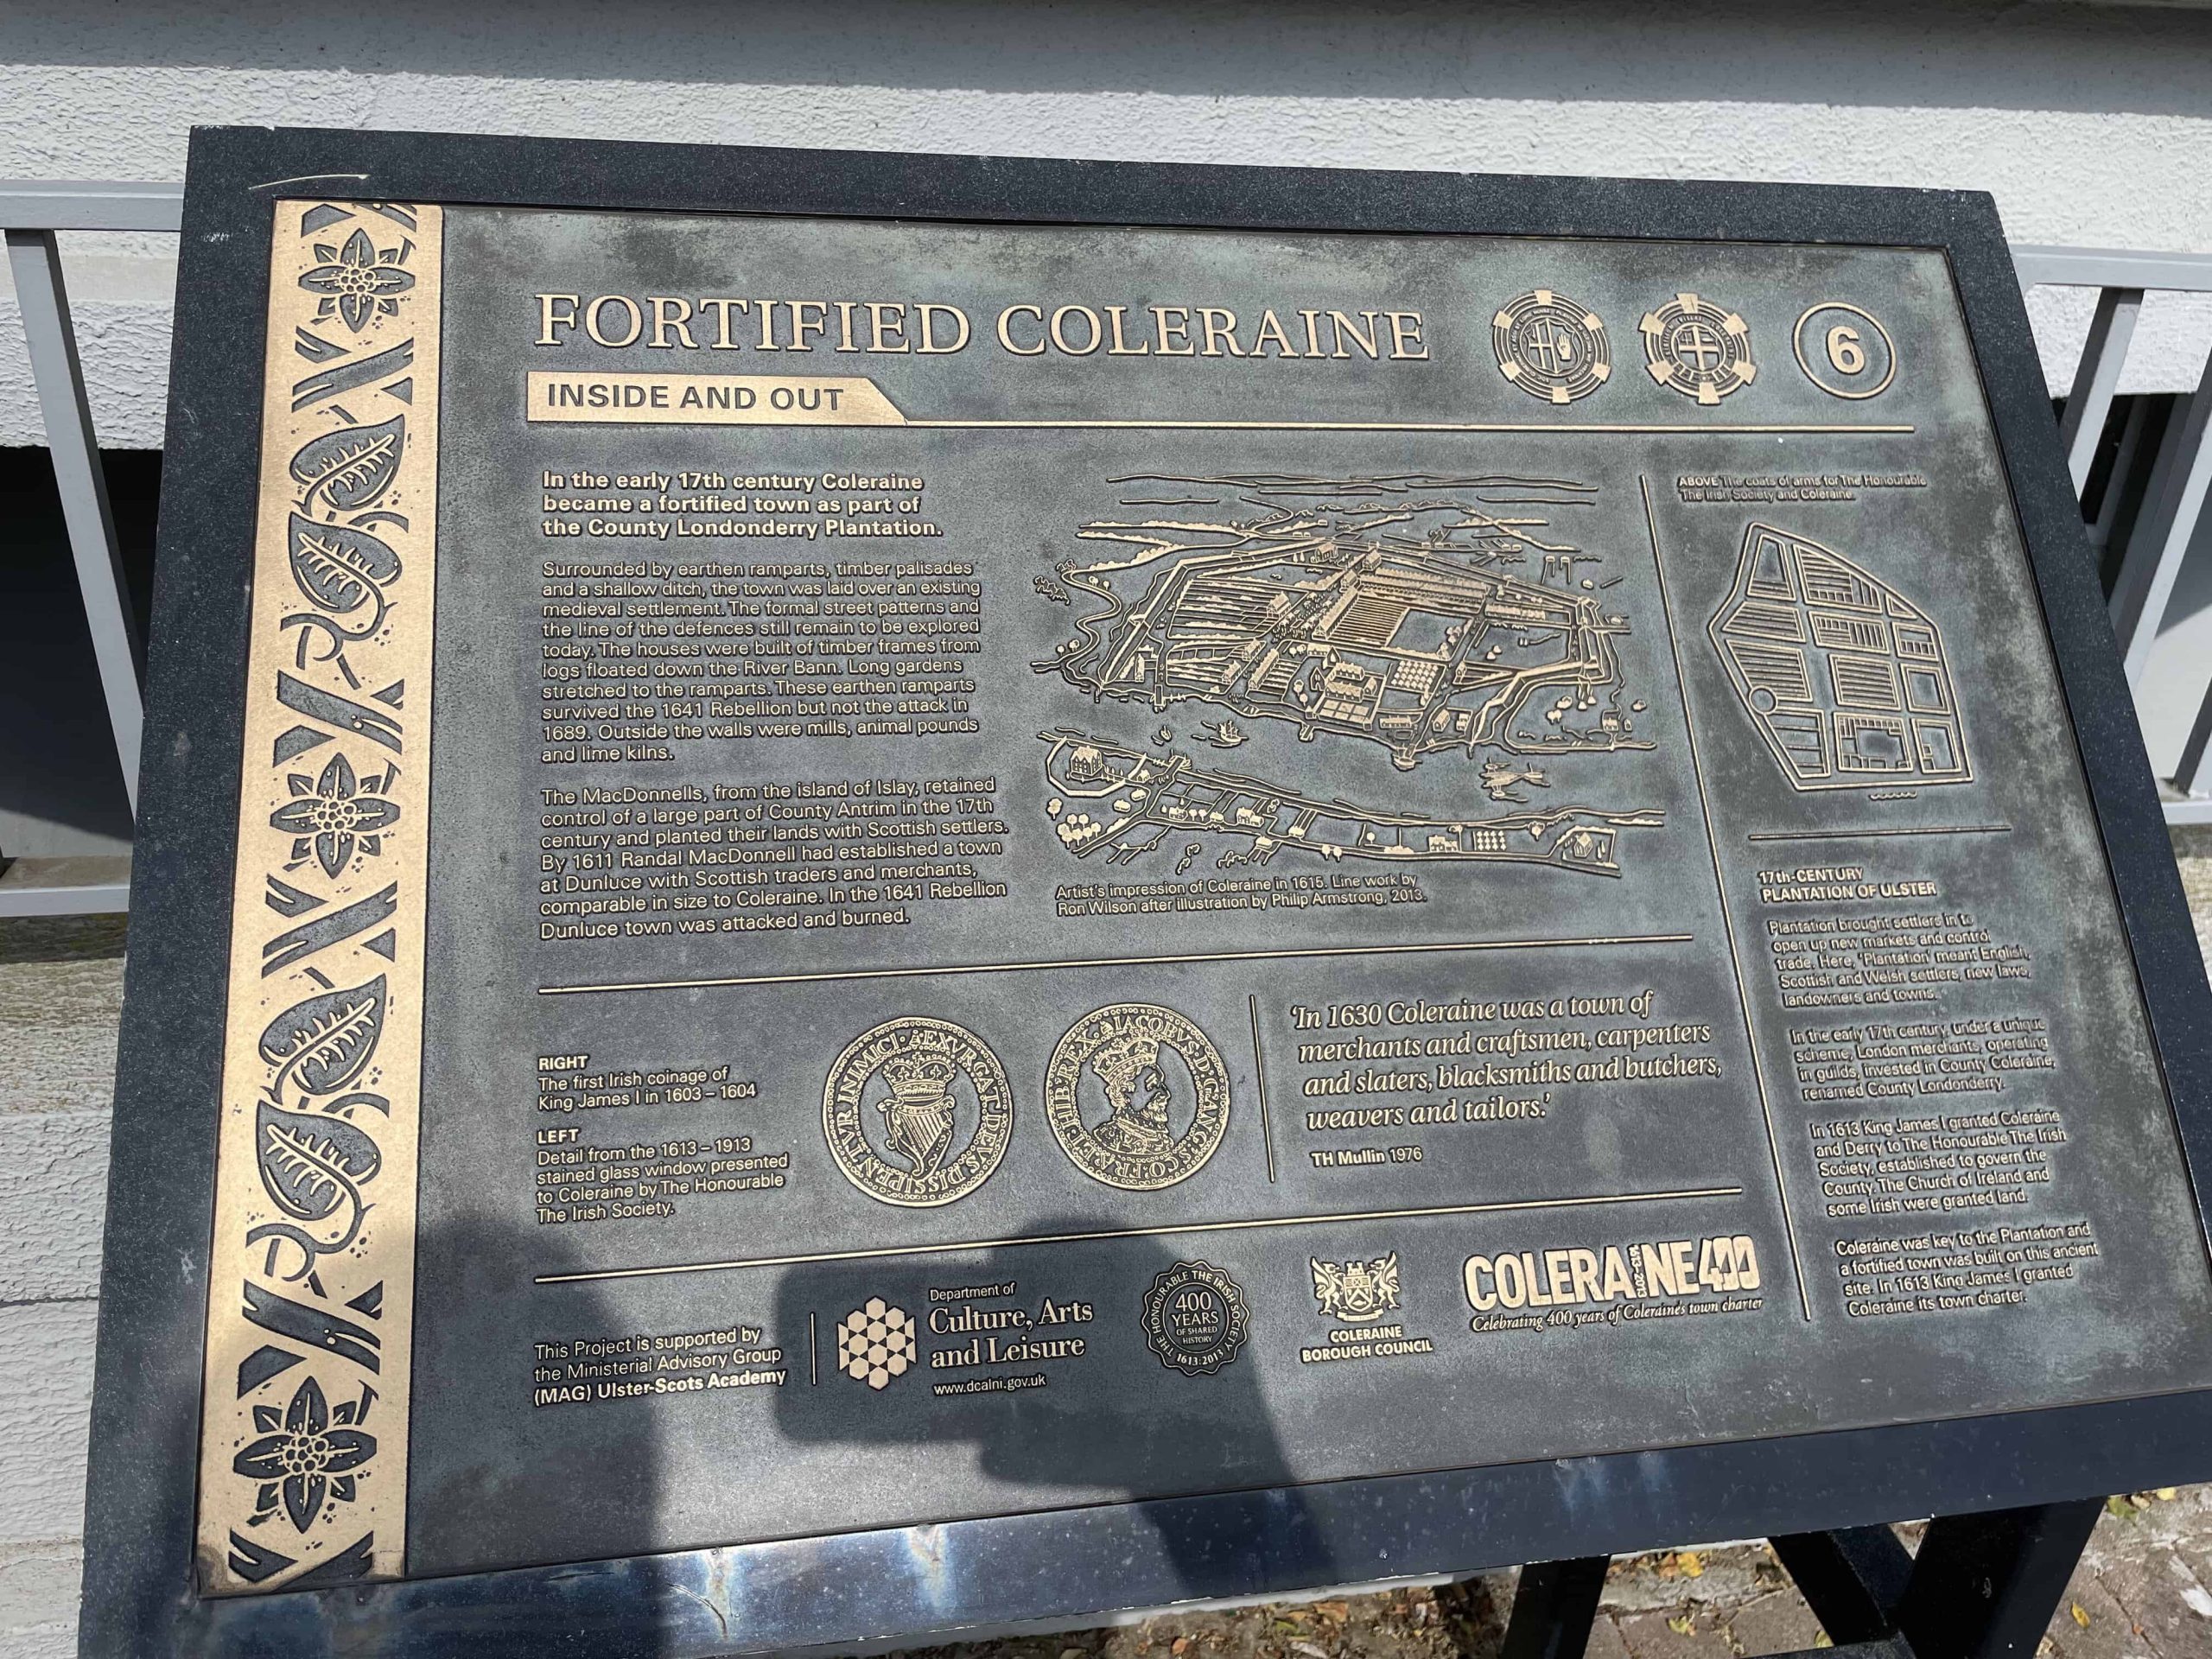 FORTIFIED COLERAINE
6
INSIDE AND OUT
In the early 17th century Coleraine
became a fortified town as part of
the County Londonderry Plantation.
Surrounded by earthen ramparts, timber palisades
and a shallow ditch, the town was laid over an existing
medieval settlement. The formal street patterns and
the line of the defences still remain to be explored
today. The houses were built of timber frames from
logs floated down the River Bann. Long gardens
stretched to the ramparts. These earthen ramparts
survived the 1641 Rebellion but not the attack in
1689. Outside the walls were mills, animal pounds
and lime kilns.
The MacDonnells, from the island of Islay, retained
control of a large part of County Antrim in the 17th
century and planted their lands with Scottish settlers.
By 1611 Randal MacDonnell had established a town
at Dunluce with Scottish traders and merchants,
comparable in size to Coleraine. In the 1641 Rebellion
Dunluce town was attacked and burned.
Artist's impression of Coleraine in 1615. Line work by
Ron Wilson after illustration by Philip Armstrong, 2013.
RIGHT
The first Irish coinage of
King James I in 1603 – 1604
LEFT
Detail from the 1613 – 1913
stained glass window presented
to Coleraine by The Honourable
The Irish Society.
EXVRGAT·DEVS·DISSIPENTVR INIMICI
IACOBVS·D·G·
HIB·REX
'In 1630 Coleraine was a town of
merchants and craftsmen, carpenters
and slaters, blacksmiths and butchers,
weavers and tailors.'
TH Mullin 1976
ABOVE The coats of arms for The Honourable
The Irish Society and Coleraine.
17th-CENTURY
PLANTATION OF ULSTER
Plantation brought settlers in to
open up new markets and control
trade. Here, 'Plantation' meant English,
Scottish and Welsh settlers, new laws,
landowners and towns.
In the early 17th century, under a unique
scheme, London merchants, operating
in guilds, invested in County Coleraine,
renamed County Londonderry.
In 1613 King James I granted Coleraine
and Derry to The Honourable The Irish
Society, established to govern the
County. The Church of Ireland and
some Irish were granted land.
Coleraine was key to the Plantation and
a fortified town was built on this ancient
site. In 1613 King James I granted
Coleraine its town charter.
This Project is supported by
the Ministerial Advisory Group
(MAG) Ulster-Scots Academy
Department of
Culture, Arts
and Leisure
www.dcalni.gov.uk
THE HONOURABLE THE IRISH SOCIETY
400
YEARS
OF SHARED
HISTORY
1613·2013
COLERAINE
BOROUGH COUNCIL
COLERAINE400
1613-2013
Celebrating 400 years of Coleraine's town charter